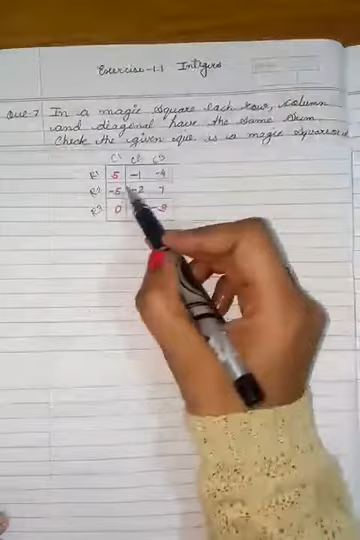 Exercise-1.1 Integers
Que-7 In a magic square each row, column
and diagonal have the same sum.
Check the given sque is a magic square or
C1 C2 C3
R1 5 -1 -4
R2 -5 -2 7
R3 0